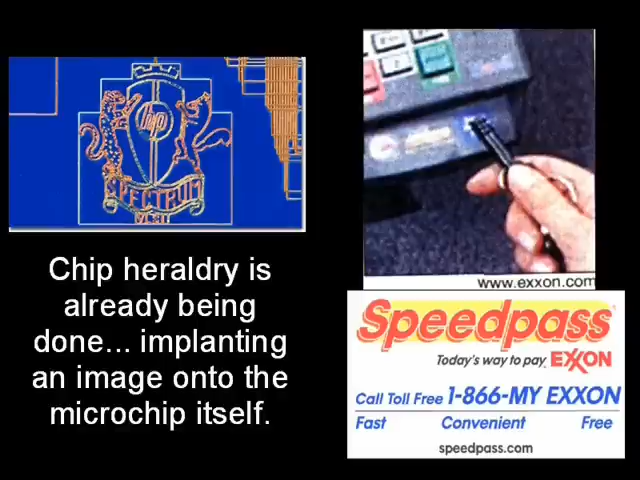 hp
SPECTRUM
Chip heraldry is
already being
done... implanting
an image onto the
microchip itself.
www.exxon.com
Speedpass
Today's way to pay EXXON
Call Toll Free 1-866-MY EXXON
Fast Convenient Free
speedpass.com